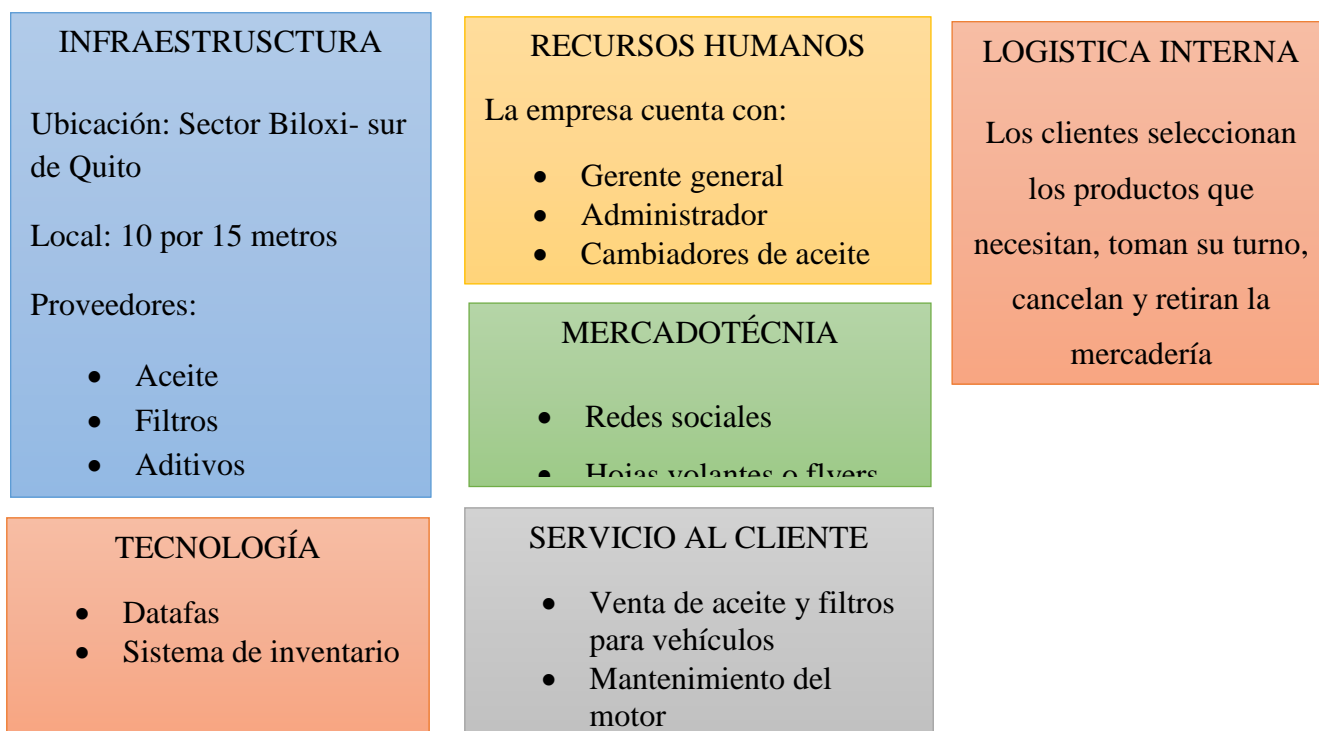 INFRAESTRUSCTURA
Ubicación: Sector Biloxi- sur
de Quito
Local: 10 por 15 metros
Proveedores:
• Aceite
• Filtros
• Aditivos
RECURSOS HUMANOS
La empresa cuenta con:
• Gerente general
• Administrador
• Cambiadores de aceite
LOGISTICA INTERNA
Los clientes seleccionan
los productos que
necesitan, toman su turno,
cancelan y retiran la
mercadería
MERCADOTÉCNIA
• Redes sociales
• Hojas volantes o flyers
TECNOLOGÍA
• Datafas
• Sistema de inventario
SERVICIO AL CLIENTE
• Venta de aceite y filtros
para vehículos
• Mantenimiento del
motor